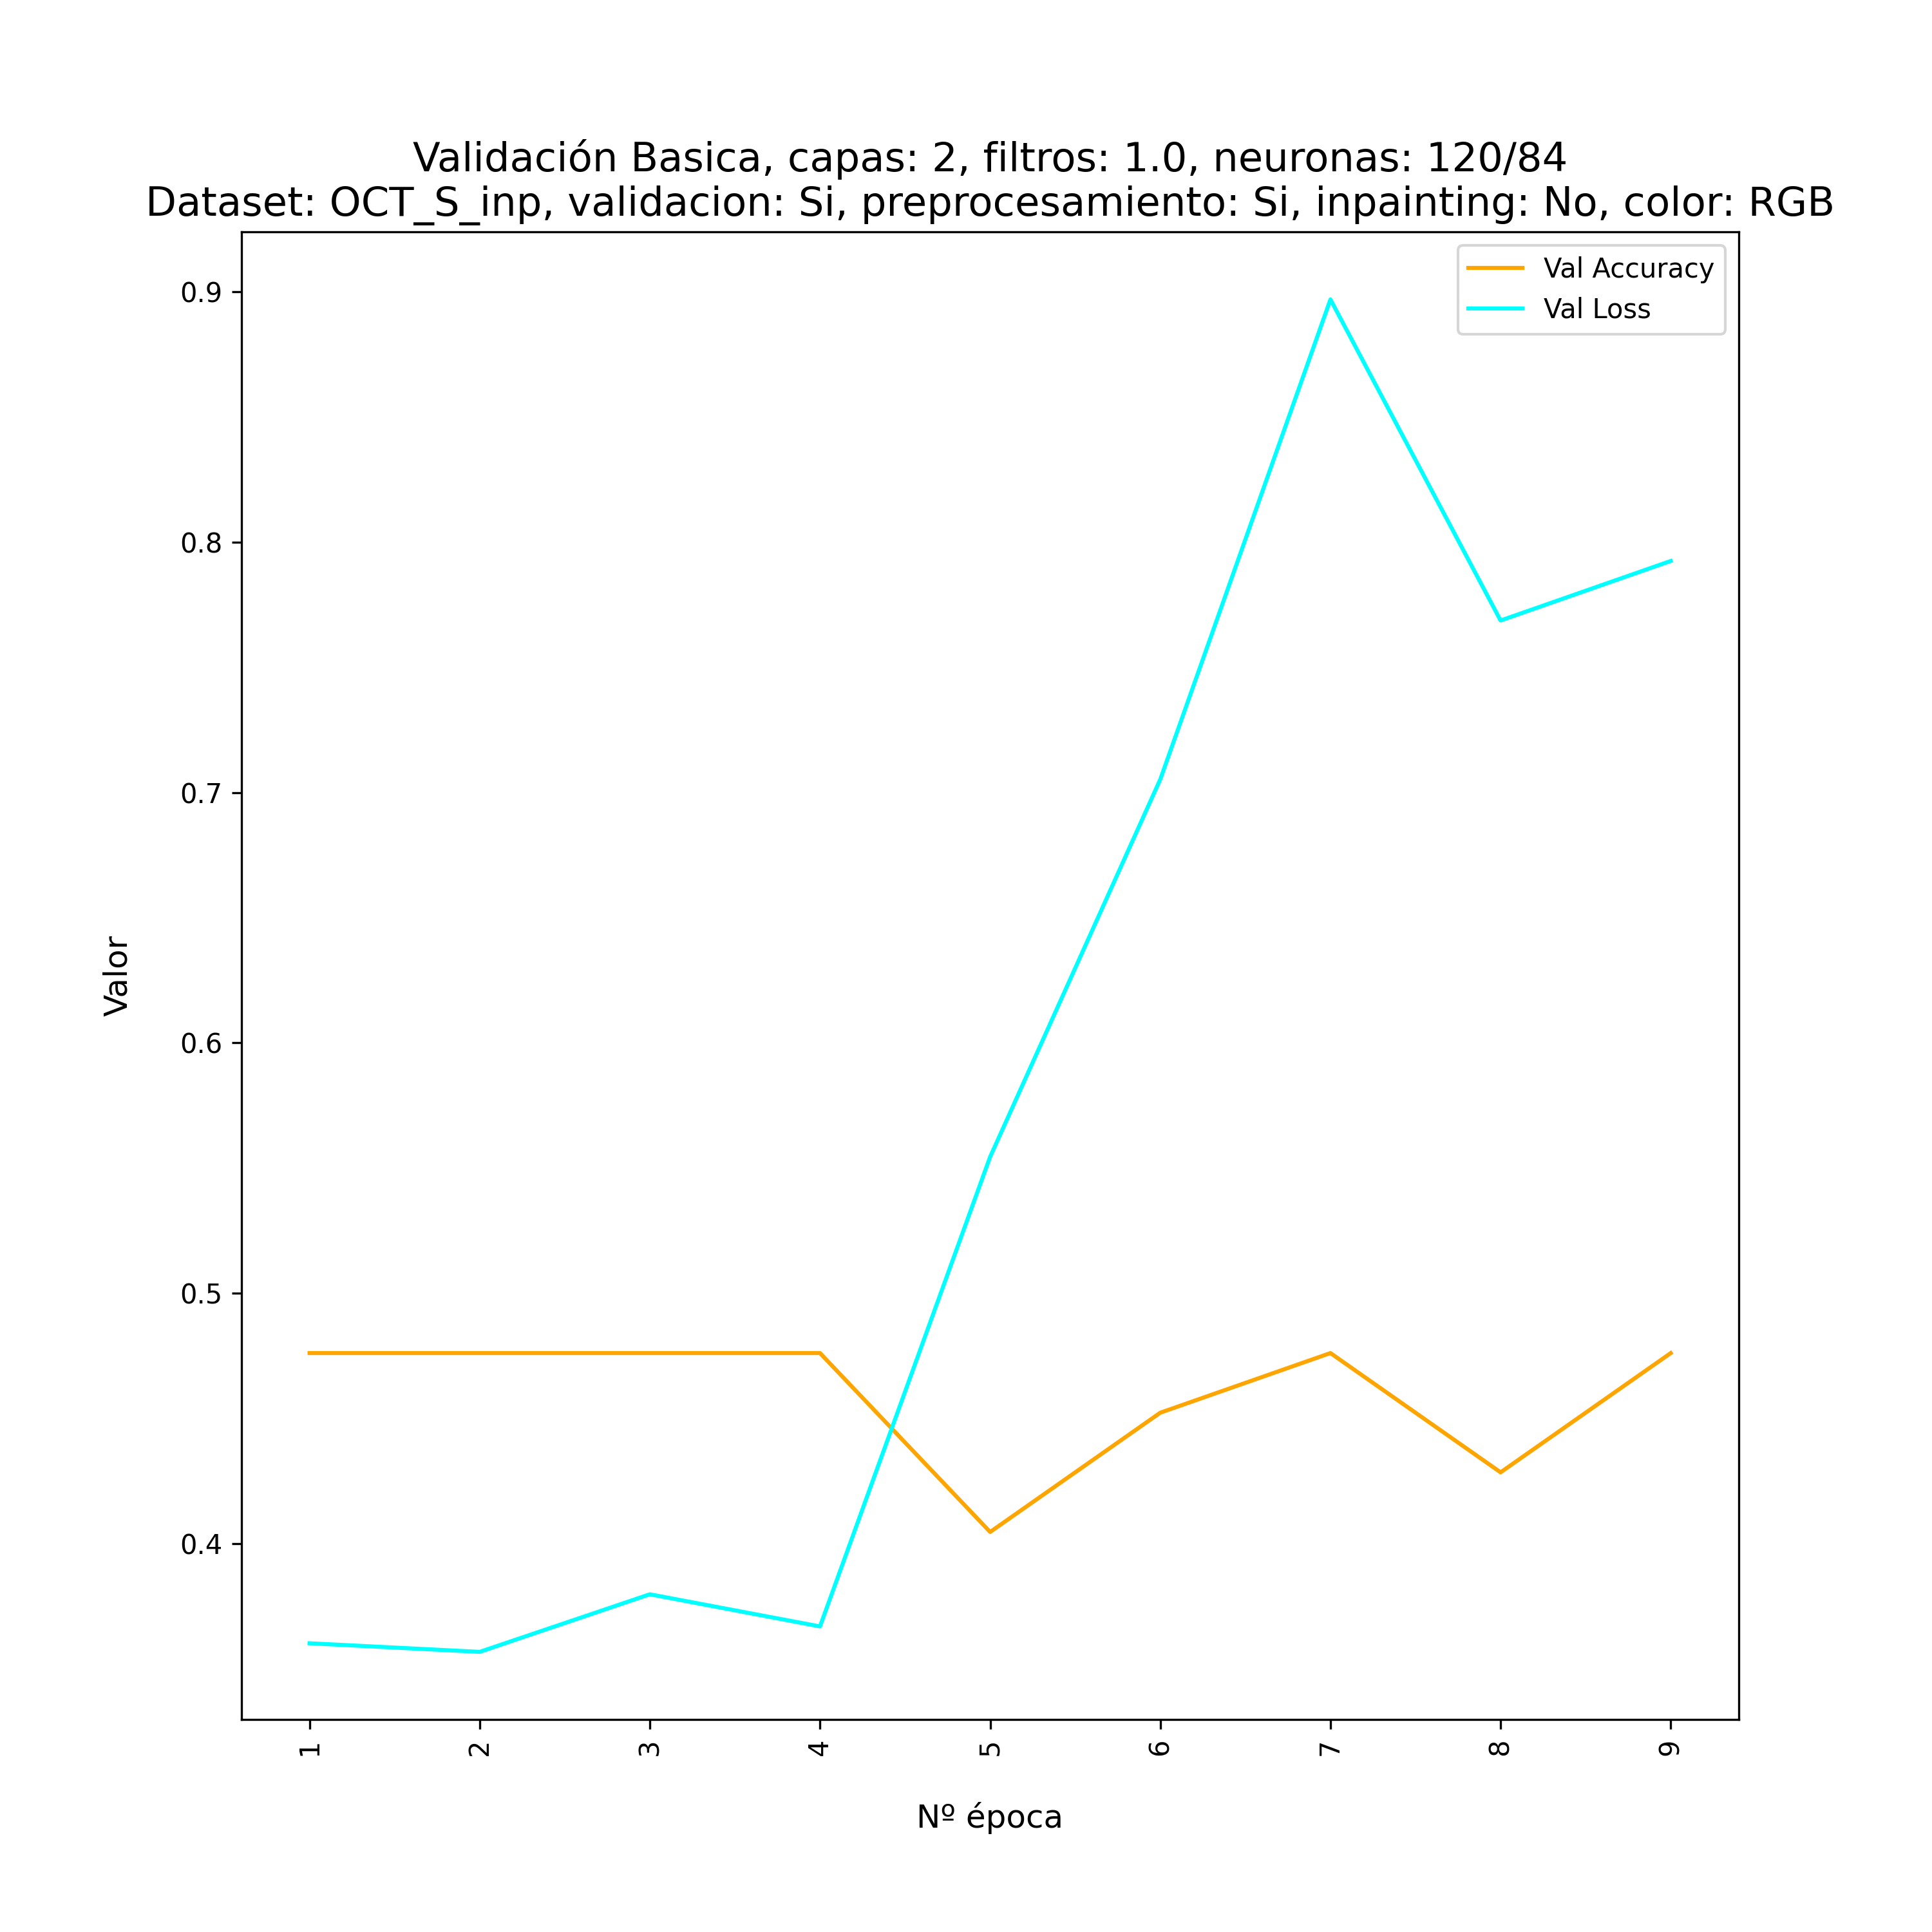 Validación Basica, capas: 2, filtros: 1.0, neuronas: 120/84
Dataset: OCT_S_inp, validacion: Si, preprocesamiento: Si, inpainting: No, color: RGB
Val Accuracy
Val Loss
0.9
0.8
0.7
0.6
0.5
0.4
Valor
1 2 3 4 5 6 7 8 9
Nº época